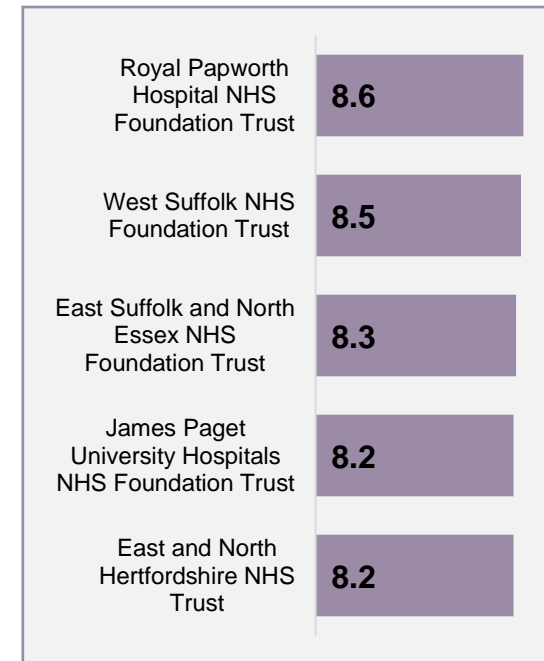 Royal Papworth
Hospital NHS
Foundation Trust
8.6
West Suffolk NHS
Foundation Trust
8.5
East Suffolk and North
Essex NHS
Foundation Trust
8.3
James Paget
University Hospitals
NHS Foundation Trust
8.2
East and North
Hertfordshire NHS
Trust
8.2